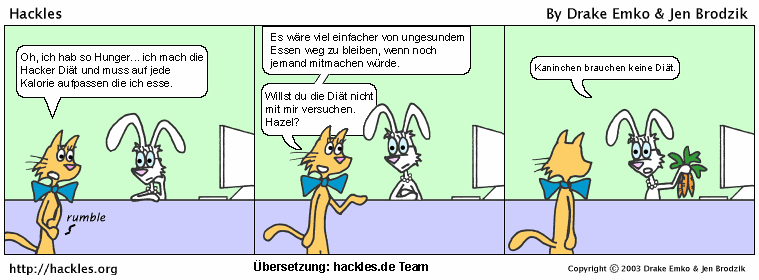 Hackles
By Drake Emko & Jen Brodzik
Oh, ich hab so Hunger... ich mach die
Hacker Diät und muss auf jede
Kalorie aufpassen die ich esse.
rumble
Es wäre viel einfacher von ungesundem
Essen weg zu bleiben, wenn noch
jemand mitmachen würde.
Willst du die Diät nicht
mit mir versuchen.
Hazel?
Kaninchen brauchen keine Diät.
http://hackles.org
Übersetzung: hackles.de Team
Copyright © 2003 Drake Emko & Jen Brodzik